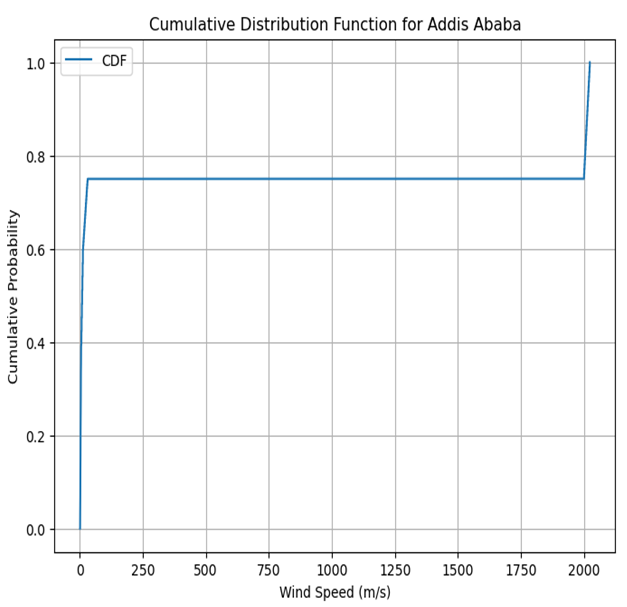 Cumulative Distribution Function for Addis Ababa
CDF
1.0
0.8
0.6
0.4
0.2
0.0
Cumulative Probability
0 250 500 750 1000 1250 1500 1750 2000
Wind Speed (m/s)